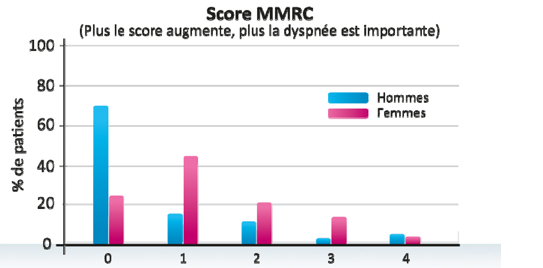 Score MMRC
(Plus le score augmente, plus la dyspnée est importante)
100
80
60
40
20
0
% de patients
Hommes
Femmes
0 1 2 3 4